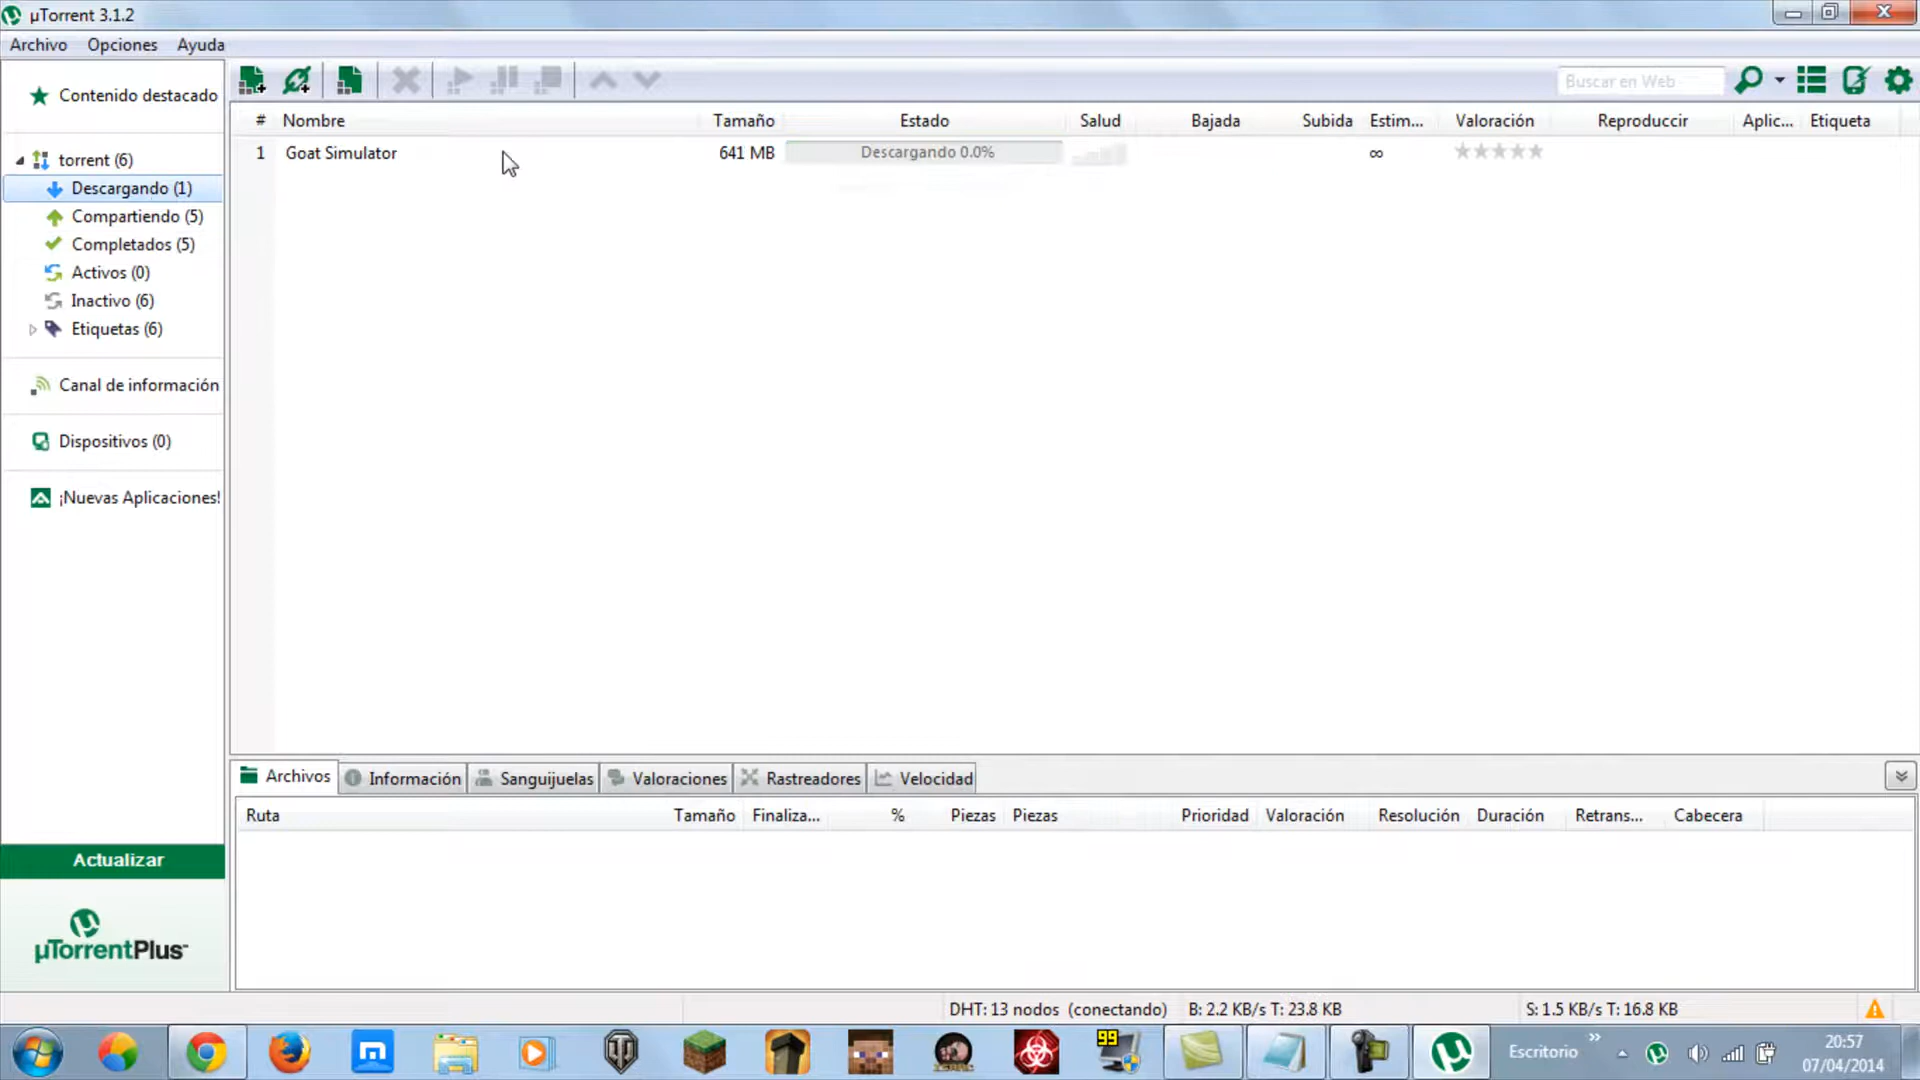 µTorrent 3.1.2
Archivo Opciones Ayuda
Buscar en Web
Contenido destacado
torrent (6)
Descargando (1)
Compartiendo (5)
Completados (5)
Activos (0)
Inactivo (6)
Etiquetas (6)
Canal de información
Dispositivos (0)
¡Nuevas Aplicaciones!
Actualizar
µTorrentPlus
# Nombre Tamaño Estado Salud Bajada Subida Estim... Valoración Reproduccir Aplic... Etiqueta
1 Goat Simulator 641 MB Descargando 0.0% ∞
Archivos Información Sanguijuelas Valoraciones Rastreadores Velocidad
Ruta Tamaño Finaliza... % Piezas Piezas Prioridad Valoración Resolución Duración Retrans... Cabecera
DHT: 13 nodos (conectando) B: 2.2 KB/s T: 23.8 KB S: 1.5 KB/s T: 16.8 KB
99
Escritorio
20:57
07/04/2014